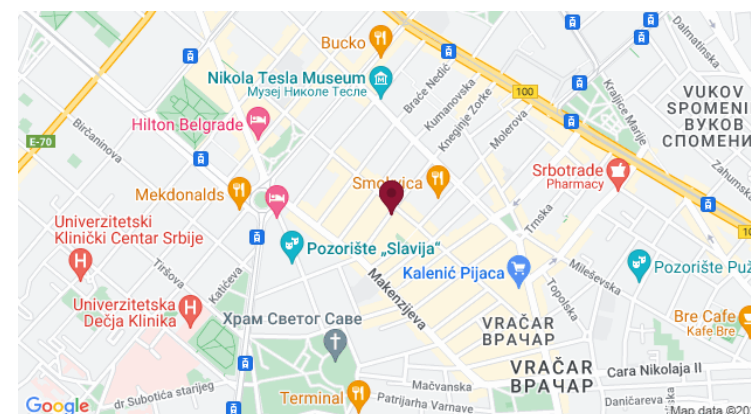 Bucko
Nikola Tesla Museum
Музеј Николе Тесле
Hilton Belgrade
E-70
Бирчанинова
Mekdonalds
Univerzitetski
Klinički Centar Srbije
Tiršova
Katićeva
Univerzitetska
Dečja Klinika
Храм Светог Саве
dr Subotića starijeg
Google
Terminal
Pozorište „Slavija“
Makenzijeva
Smokvica
Braće Nedić
Kumanovska
Kneginje Zorke
Molerova
100
Dalmatinska
Kraljice Marije
VUKOV
SPOMENI
ВУКОВ
СПОМЕНИ
Zahumska
Srbotrade
Pharmacy
Trnska
Kalenić Pijaca
Mileševska
Topolska
Pozorište Puž
Bre Cafe
Kafe Bre
VRAČAR
ВРАЧАР
VRAČAR
ВРАЧАР
Cara Nikolaja II
Mačvanska
Patrijarha Varnave
Daničareva
Map data ©20